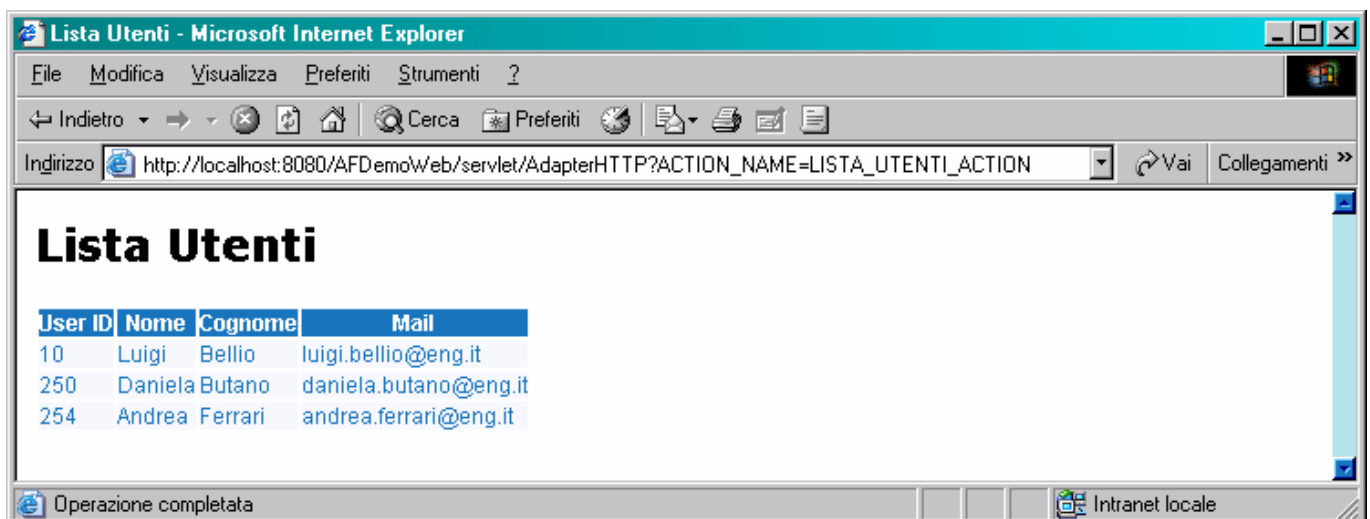 Lista Utenti - Microsoft Internet Explorer
File Modifica Visualizza Preferiti Strumenti ?
Indietro Cerca Preferiti
Indirizzo http://localhost:8080/AFDemoWeb/servlet/AdapterHTTP?ACTION_NAME=LISTA_UTENTI_ACTION Vai Collegamenti »
Lista Utenti
User ID Nome Cognome Mail
10 Luigi Bellio luigi.bellio@eng.it
250 Daniela Butano daniela.butano@eng.it
254 Andrea Ferrari andrea.ferrari@eng.it
Operazione completata Intranet locale